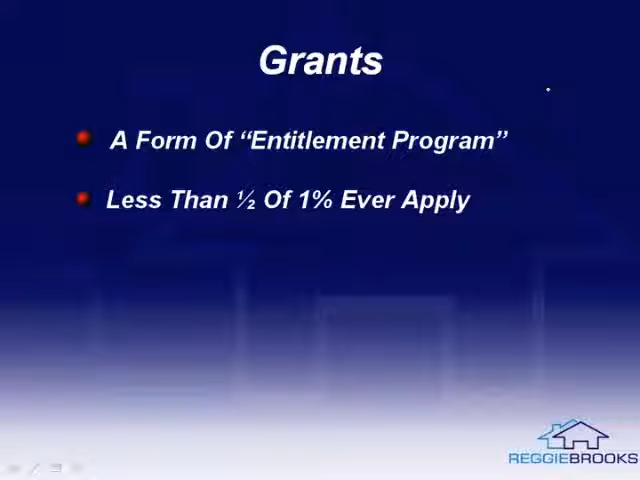 Grants
A Form Of “Entitlement Program”
Less Than ½ Of 1% Ever Apply
REGGIEBROOKS